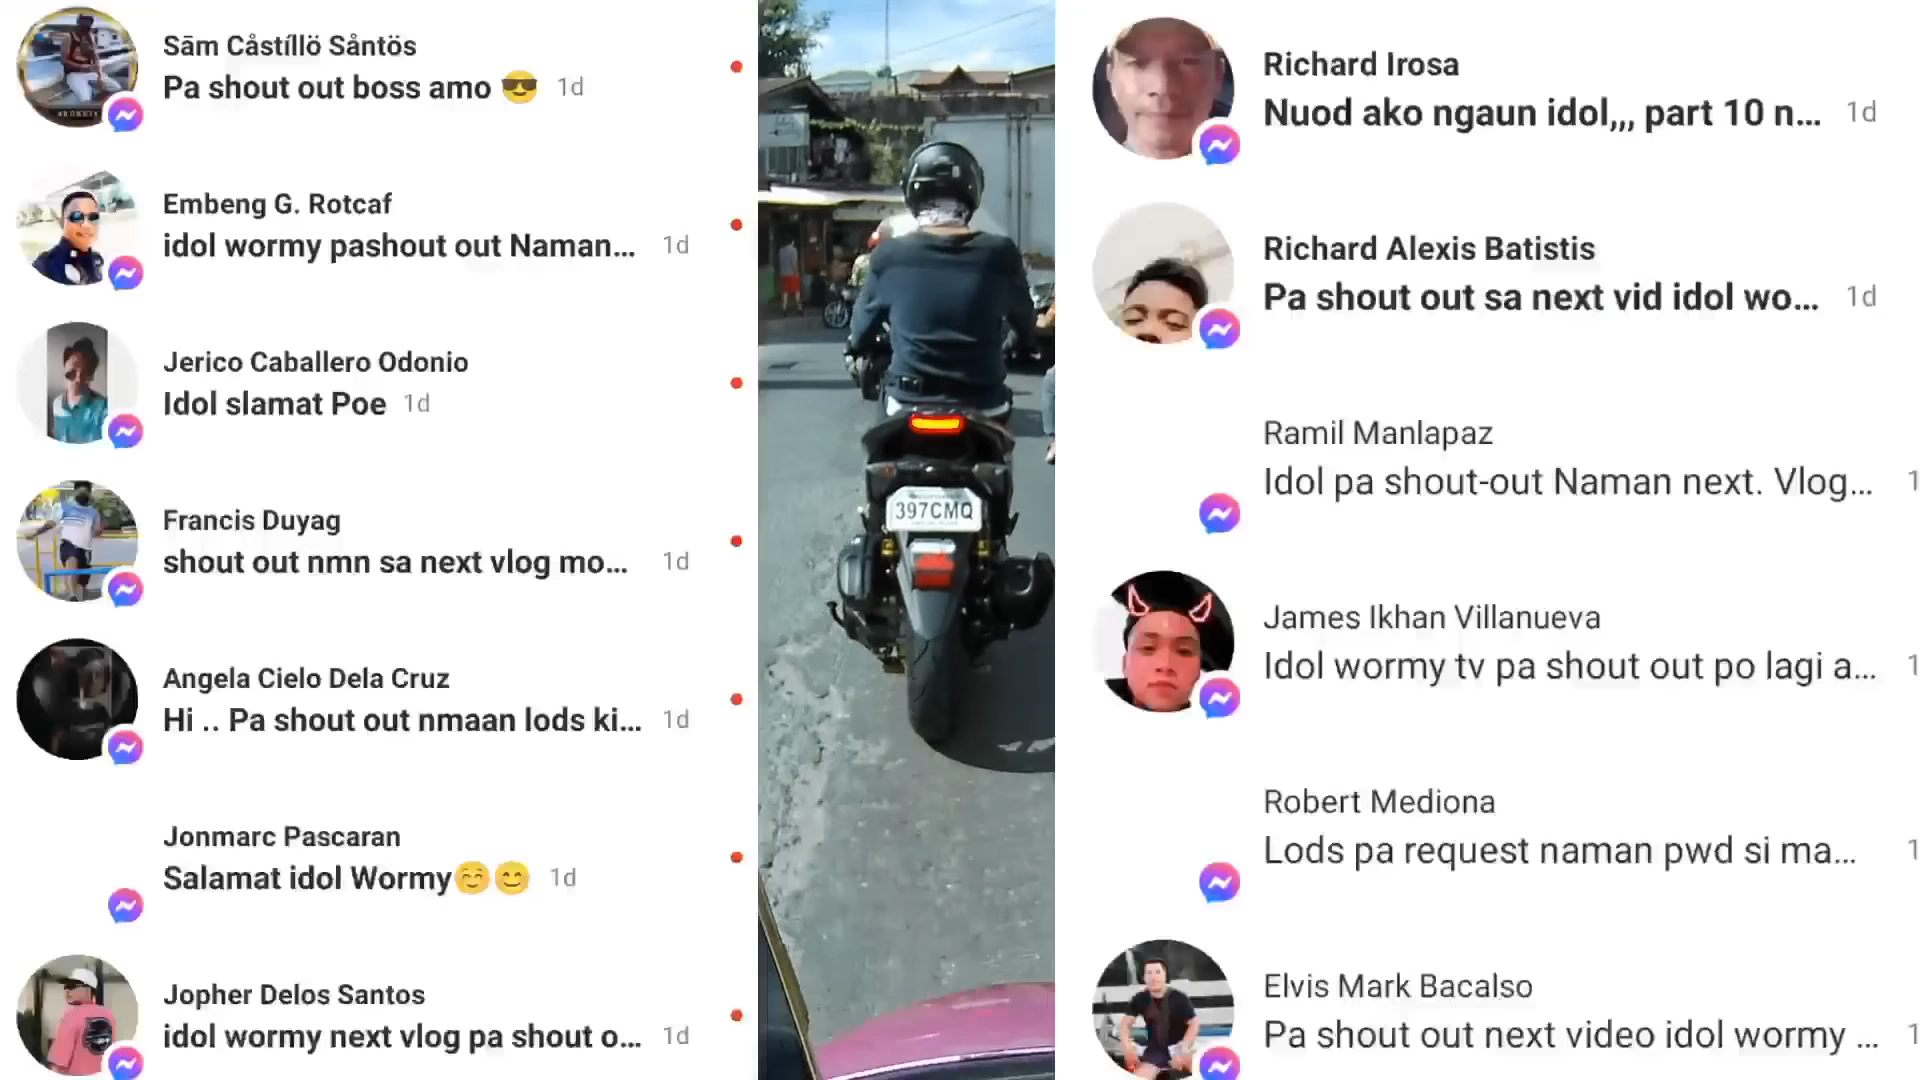 Sām Cåstíllö Såntös
Pa shout out boss amo 😎 1d
Embeng G. Rotcaf
idol wormy pashout out Naman... 1d
Jerico Caballero Odonio
Idol slamat Poe 1d
Francis Duyag
shout out nmn sa next vlog mo... 1d
Angela Cielo Dela Cruz
Hi .. Pa shout out nmaan lods ki... 1d
Jonmarc Pascaran
Salamat idol Wormy☺️😊 1d
Jopher Delos Santos
idol wormy next vlog pa shout o... 1d
397CMQ
Richard Irosa
Nuod ako ngaun idol,,, part 10 n... 1d
Richard Alexis Batistis
Pa shout out sa next vid idol wo... 1d
Ramil Manlapaz
Idol pa shout-out Naman next. Vlog... 1
James Ikhan Villanueva
Idol wormy tv pa shout out po lagi a... 1
Robert Mediona
Lods pa request naman pwd si ma... 1
Elvis Mark Bacalso
Pa shout out next video idol wormy ... 1